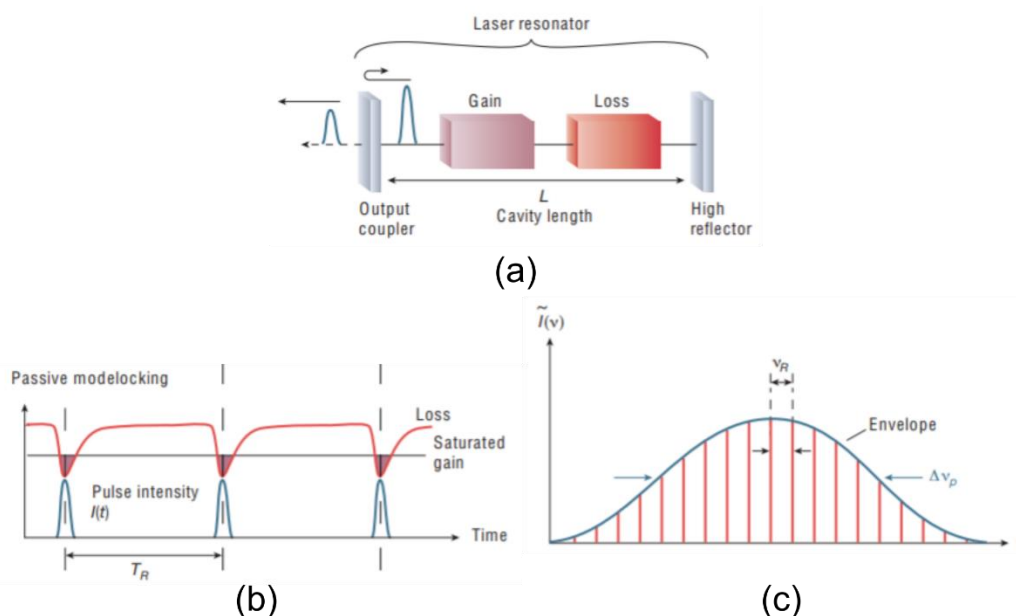 Laser resonator
Gain
Loss
L
Cavity length
Output
coupler
High
reflector
(a)
Passive modelocking
Loss
Saturated
gain
Pulse intensity
I(t)
Time
T_R
(b)
Ĩ(ν)
ν_R
Envelope
Δν_p
(c)